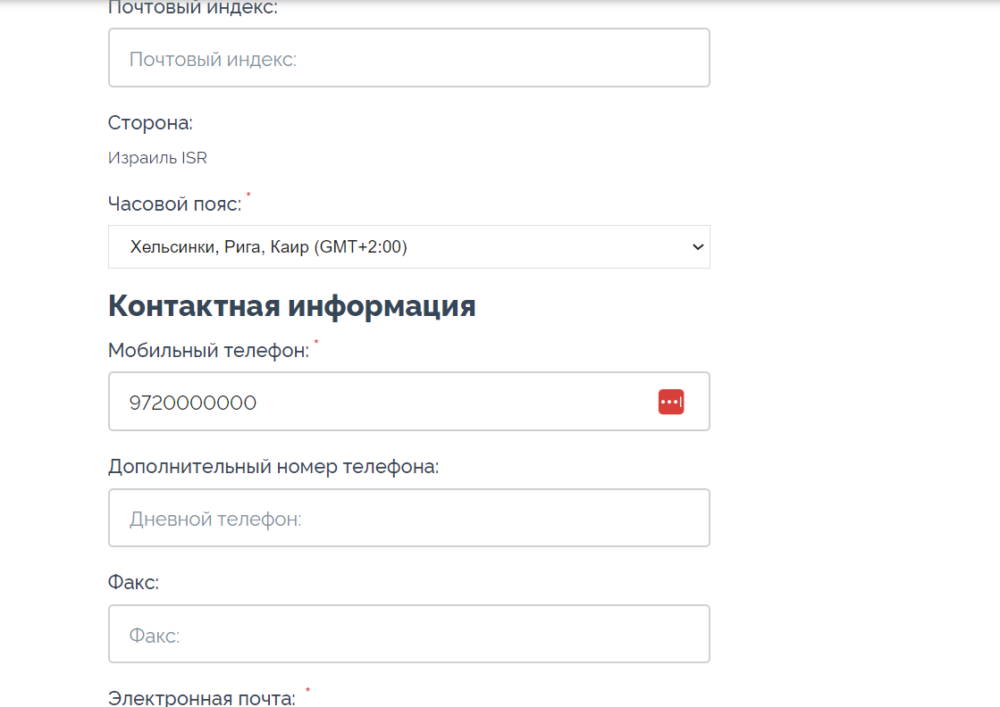 Почтовый индекс:
Почтовый индекс:
Сторона:
Израиль ISR
Часовой пояс: *
Хельсинки, Рига, Каир (GMT+2:00)
Контактная информация
Мобильный телефон: *
9720000000
Дополнительный номер телефона:
Дневной телефон:
Факс:
Факс:
Электронная почта: *